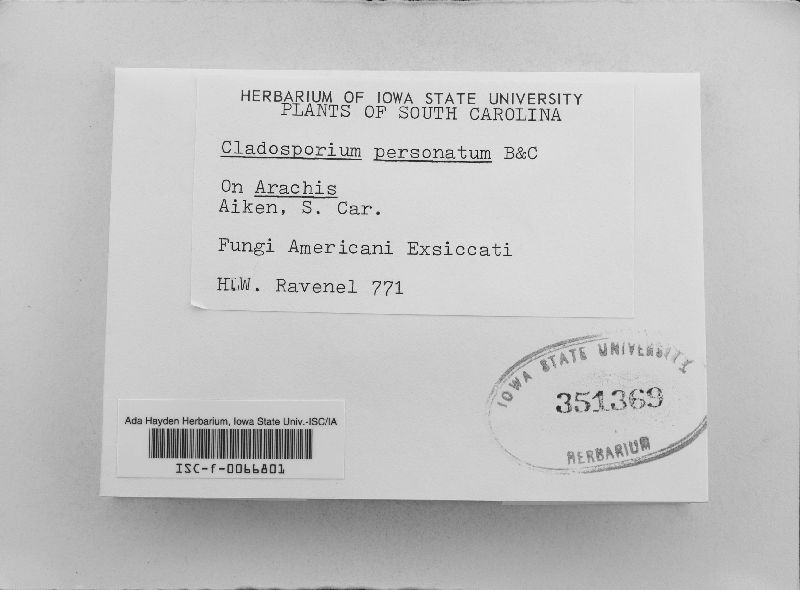 HERBARIUM OF IOWA STATE UNIVERSITY
PLANTS OF SOUTH CAROLINA
Cladosporium personatum B&C
On Arachis
Aiken, S. Car.
Fungi Americani Exsiccati
H.W. Ravenel 771
IOWA STATE UNIVERSITY
351369
HERBARIUM
Ada Hayden Herbarium, Iowa State Univ.-ISC/IA
ISC-f-0066801